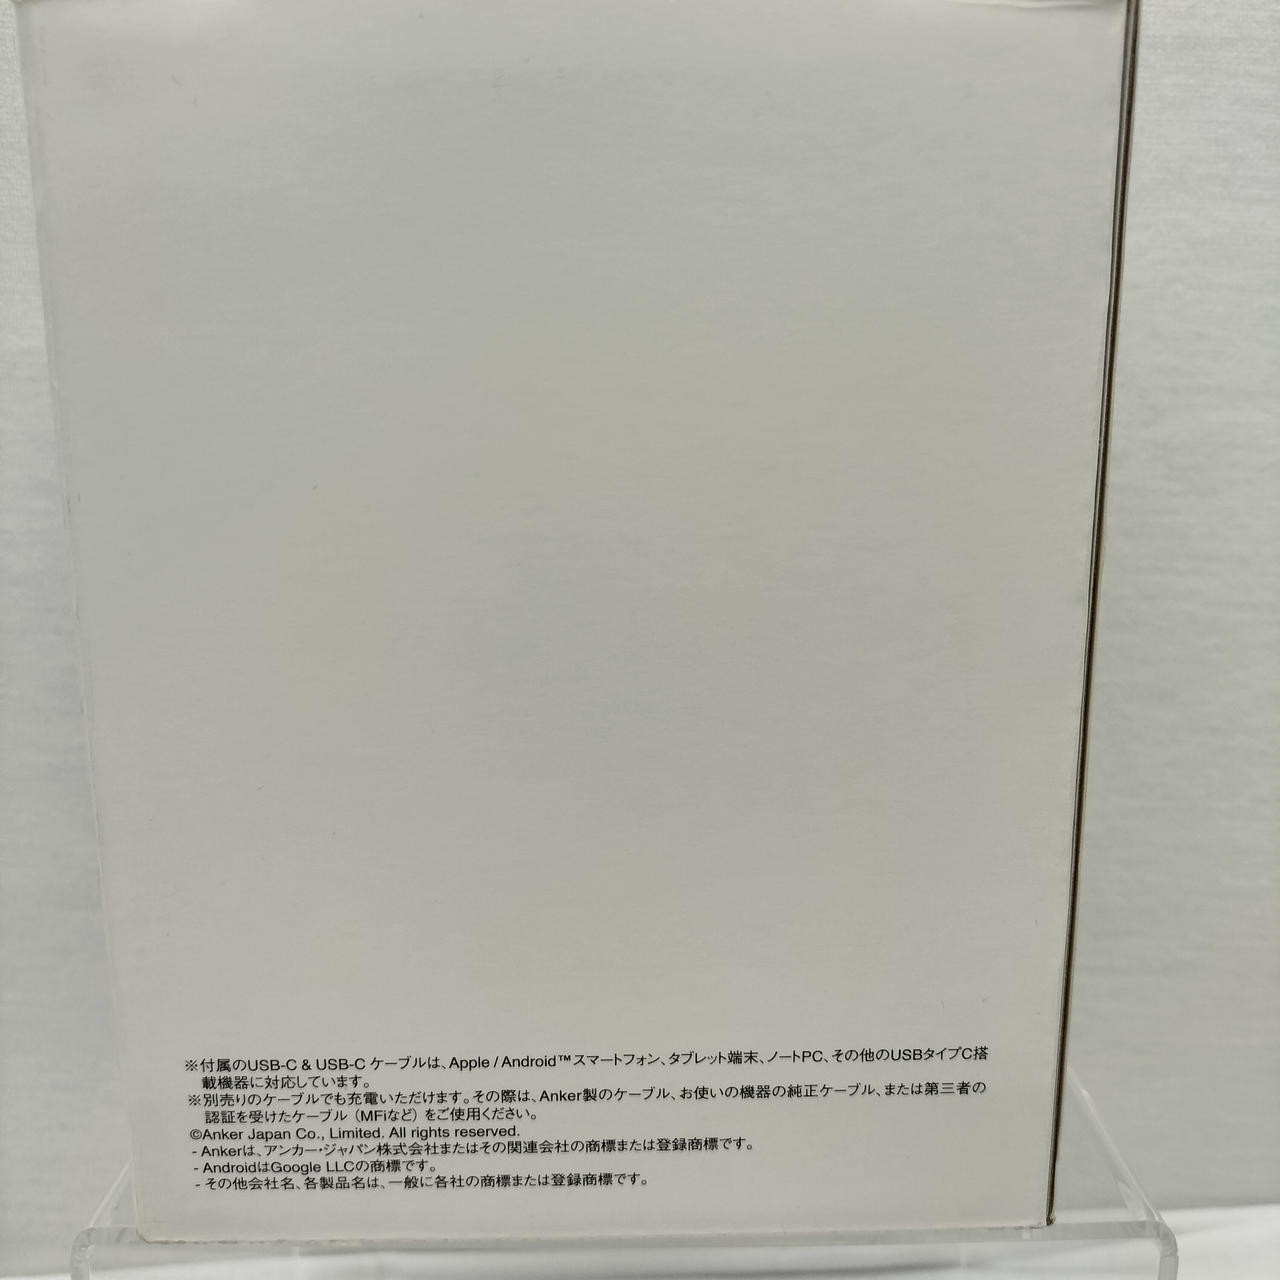 ※付属のUSB-C & USB-C ケーブルは、Apple / Android™スマートフォン、タブレット端末、ノートPC、その他のUSBタイプC搭
載機器に対応しています。
※別売りのケーブルでも充電いただけます。その際は、Anker製のケーブル、お使いの機器の純正ケーブル、または第三者の
認証を受けたケーブル（MFiなど）をご使用ください。
©Anker Japan Co., Limited. All rights reserved.
- Ankerは、アンカー・ジャパン株式会社またはその関連会社の商標または登録商標です。
- AndroidはGoogle LLCの商標です。
- その他会社名、各製品名は、一般に各社の商標または登録商標です。